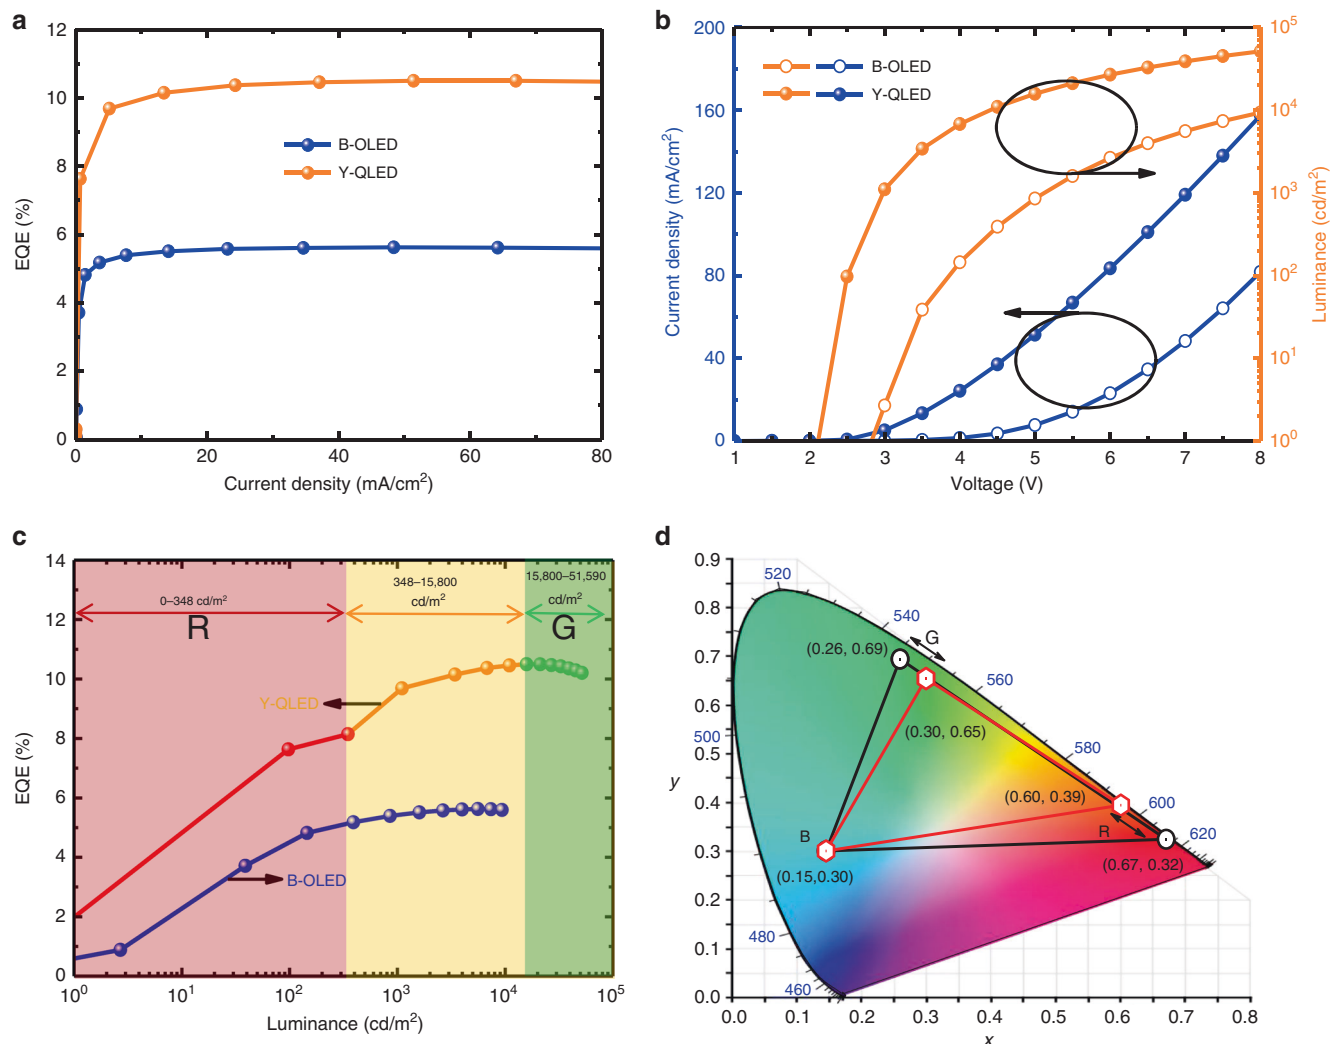 a
12
10
8
6
4
2
0
EQE (%)
B-OLED
Y-QLED
0 20 40 60 80
Current density (mA/cm²)
b
200
160
120
80
40
0
Current density (mA/cm²)
B-OLED
Y-QLED
10⁵
10⁴
10³
10²
10¹
10⁰
Luminance (cd/m²)
1 2 3 4 5 6 7 8
Voltage (V)
c
14
12
10
8
6
4
2
0
EQE (%)
0–348 cd/m²
R
348–15,800
cd/m²
15,800–51,590
cd/m²
G
Y-QLED
B-OLED
10⁰ 10¹ 10² 10³ 10⁴ 10⁵
Luminance (cd/m²)
d
0.9
0.8
0.7
0.6
0.5
0.4
0.3
0.2
0.1
0.0
y
520
540
560
580
600
620
500
480
460
(0.26, 0.69)
G
(0.30, 0.65)
(0.60, 0.39)
R
(0.67, 0.32)
B
(0.15,0.30)
0.0 0.1 0.2 0.3 0.4 0.5 0.6 0.7 0.8
x